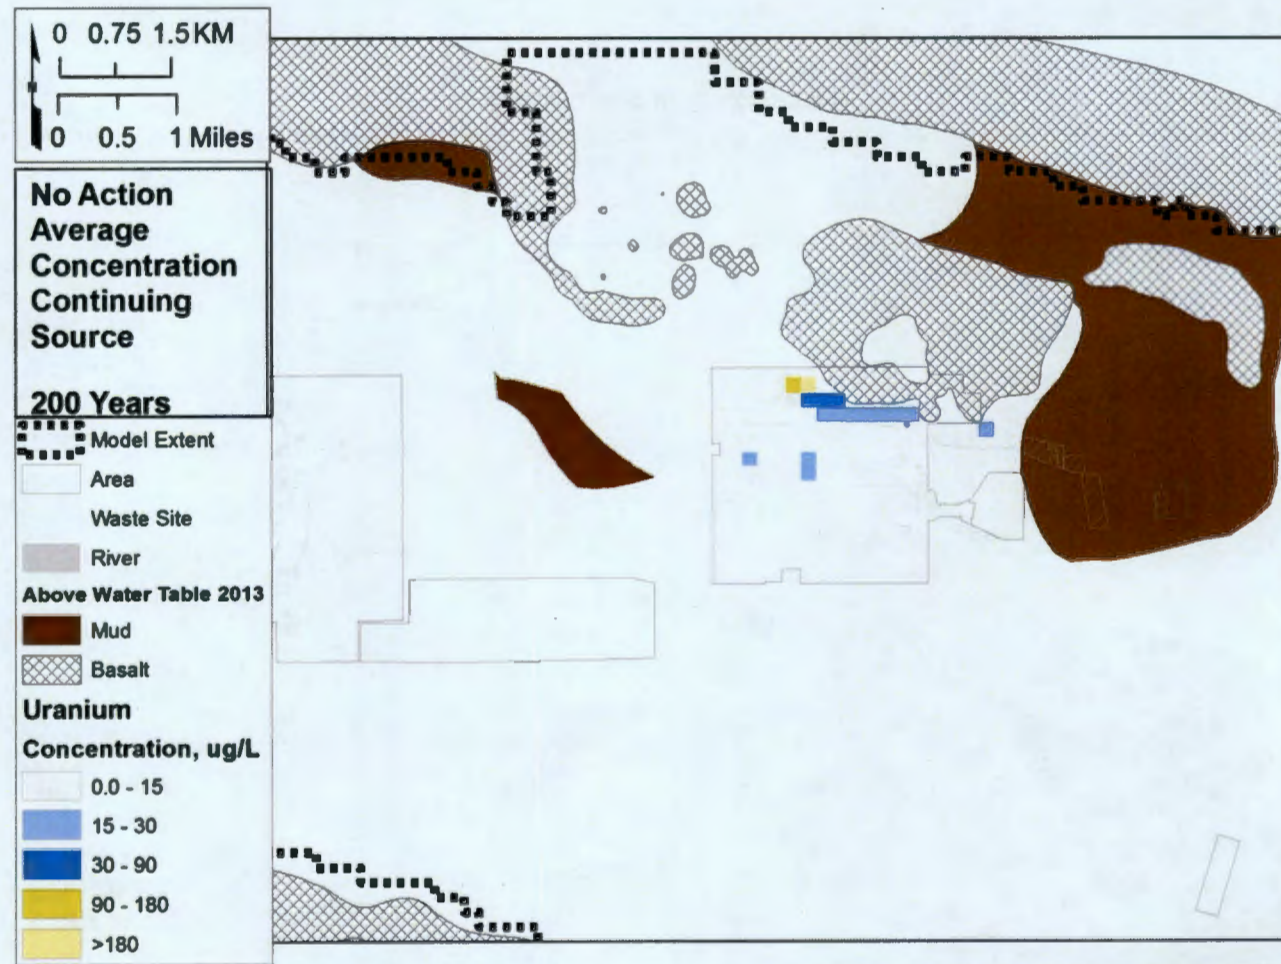 0 0.75 1.5 KM
0 0.5 1 Miles
No Action
Average
Concentration
Continuing
Source
200 Years
Model Extent
Area
Waste Site
River
Above Water Table 2013
Mud
Basalt
Uranium
Concentration, ug/L
0.0 - 15
15 - 30
30 - 90
90 - 180
>180